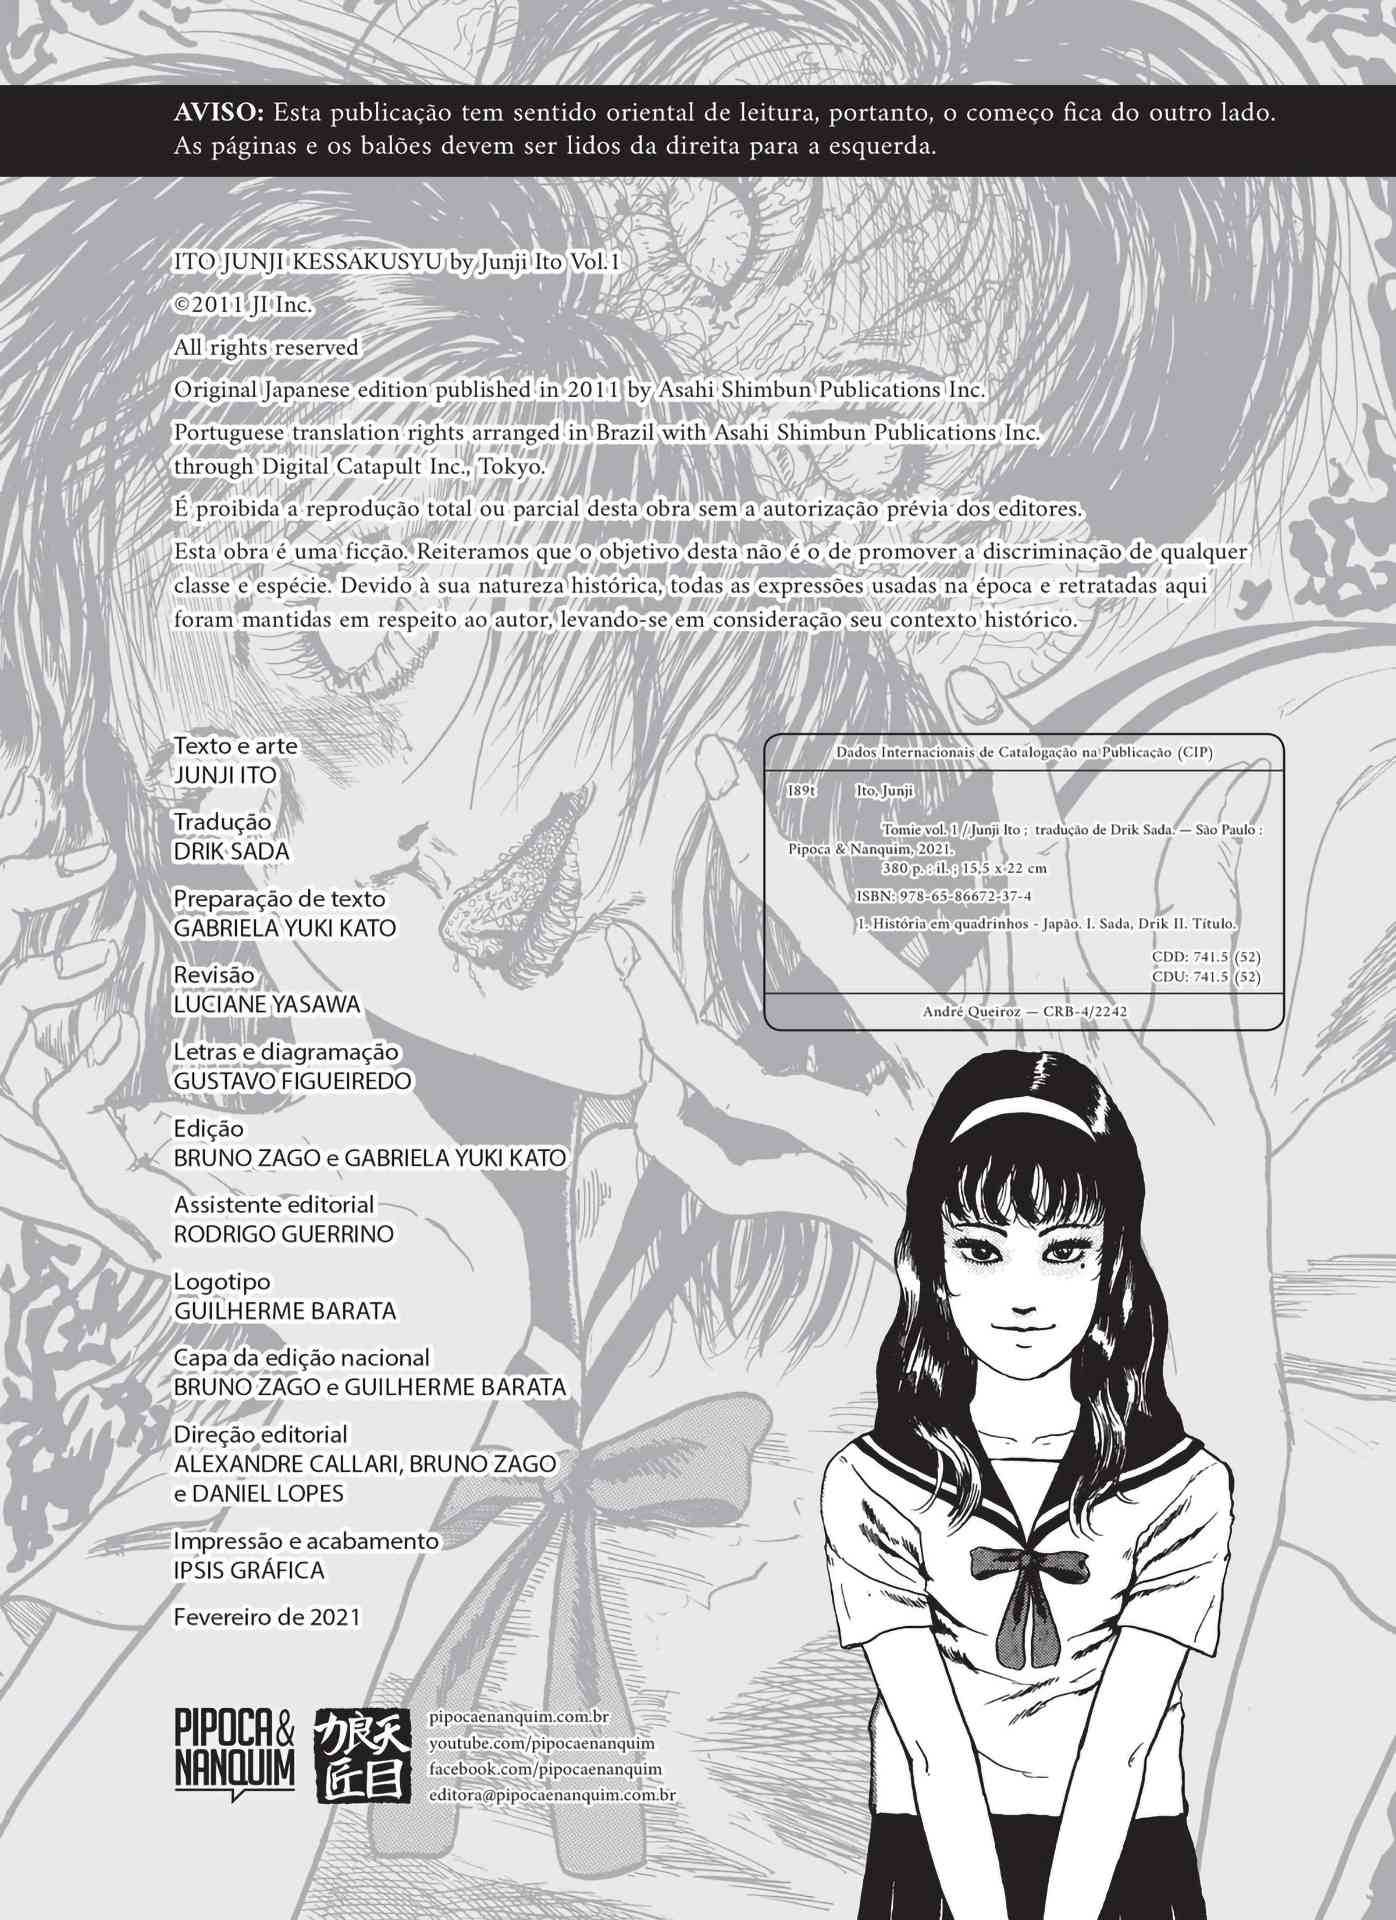 AVISO: Esta publicação tem sentido oriental de leitura, portanto, o começo fica do outro lado.
As páginas e os balões devem ser lidos da direita para a esquerda.
ITO JUNJI KESSAKUSYU by Junji Ito Vol.1
©2011 JI Inc.
All rights reserved
Original Japanese edition published in 2011 by Asahi Shimbun Publications Inc.
Portuguese translation rights arranged in Brazil with Asahi Shimbun Publications Inc.
through Digital Catapult Inc., Tokyo.
É proibida a reprodução total ou parcial desta obra sem a autorização prévia dos editores.
Esta obra é uma ficção. Reiteramos que o objetivo desta não é o de promover a discriminação de qualquer
classe e espécie. Devido à sua natureza histórica, todas as expressões usadas na época e retratadas aqui
foram mantidas em respeito ao autor, levando-se em consideração seu contexto histórico.
Texto e arte
JUNJI ITO
Tradução
DRIK SADA
Preparação de texto
GABRIELA YUKI KATO
Revisão
LUCIANE YASAWA
Letras e diagramação
GUSTAVO FIGUEIREDO
Edição
BRUNO ZAGO e GABRIELA YUKI KATO
Assistente editorial
RODRIGO GUERRINO
Logotipo
GUILHERME BARATA
Capa da edição nacional
BRUNO ZAGO e GUILHERME BARATA
Direção editorial
ALEXANDRE CALLARI, BRUNO ZAGO
e DANIEL LOPES
Impressão e acabamento
IPSIS GRÁFICA
Fevereiro de 2021
Dados Internacionais de Catalogação na Publicação (CIP)
I89t Ito, Junji
Tomie vol. 1 / Junji Ito ; tradução de Drik Sada. — São Paulo :
Pipoca & Nanquim, 2021.
380 p. : il. ; 15,5 x 22 cm
ISBN: 978-65-86672-37-4
1. História em quadrinhos - Japão. I. Sada, Drik II. Título.
CDD: 741.5 (52)
CDU: 741.5 (52)
André Queiroz — CRB-4/2242
PIPOCA &
NANQUIM
天目
狼匠
力
pipocaenanquim.com.br
youtube.com/pipocaenanquim
facebook.com/pipocaenanquim
editora@pipocaenanquim.com.br